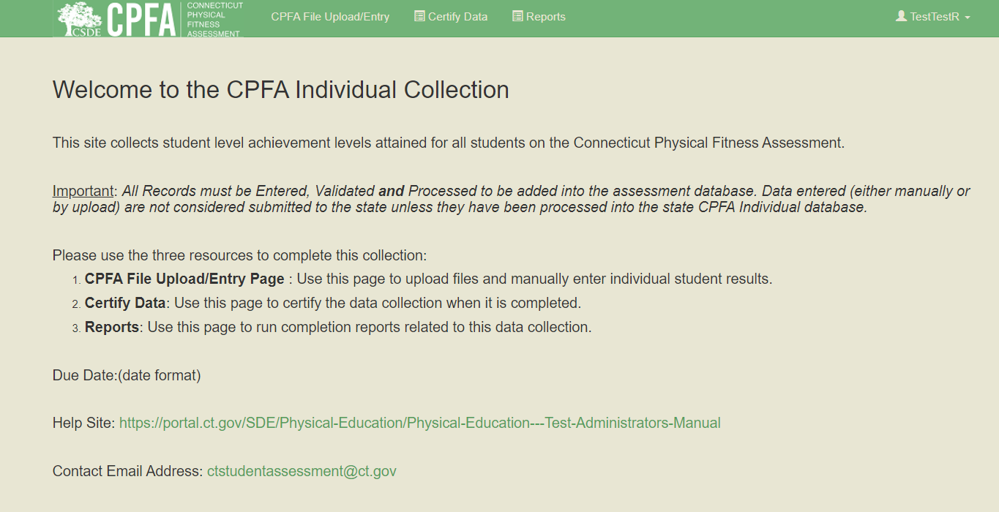 CSDE CPFA CONNECTICUT
PHYSICAL
FITNESS
ASSESSMENT
CPFA File Upload/Entry Certify Data Reports TestTestR
Welcome to the CPFA Individual Collection
This site collects student level achievement levels attained for all students on the Connecticut Physical Fitness Assessment.
Important: All Records must be Entered, Validated and Processed to be added into the assessment database. Data entered (either manually or
by upload) are not considered submitted to the state unless they have been processed into the state CPFA Individual database.
Please use the three resources to complete this collection:
1. CPFA File Upload/Entry Page : Use this page to upload files and manually enter individual student results.
2. Certify Data: Use this page to certify the data collection when it is completed.
3. Reports: Use this page to run completion reports related to this data collection.
Due Date:(date format)
Help Site: https://portal.ct.gov/SDE/Physical-Education/Physical-Education---Test-Administrators-Manual
Contact Email Address: ctstudentassessment@ct.gov